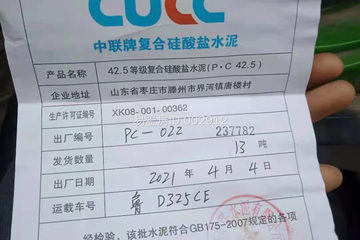 CUCC
中联牌复合硅酸盐水泥
产品名称 42.5等级复合硅酸盐水泥(P·C 42.5)
企业地址 山东省枣庄市滕州市界河镇唐楼村
生产许可证编号 XK08-001-00362
出厂编号 PC-022 237782
发货数量 13 吨
出厂日期 2021 年 4 月 4 日
运载车号 鲁 D325CE
经检验,该批水泥符合GB175-2007规定的各项